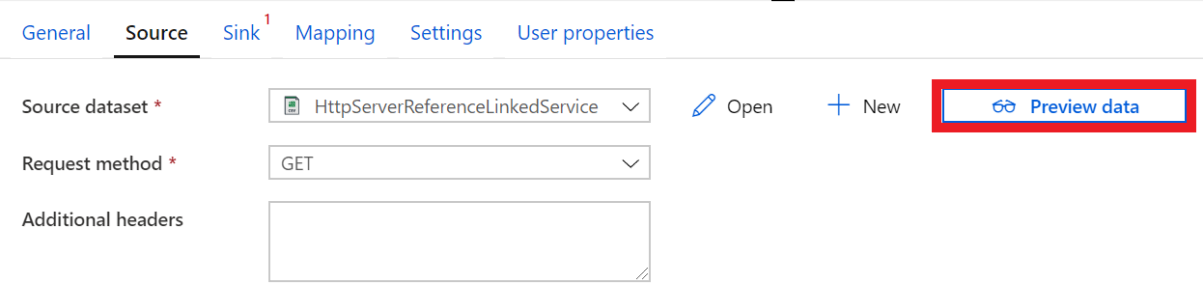 General Source Sink 1 Mapping Settings User properties
Source dataset * HttpServerReferenceLinkedService Open New Preview data
Request method * GET
Additional headers